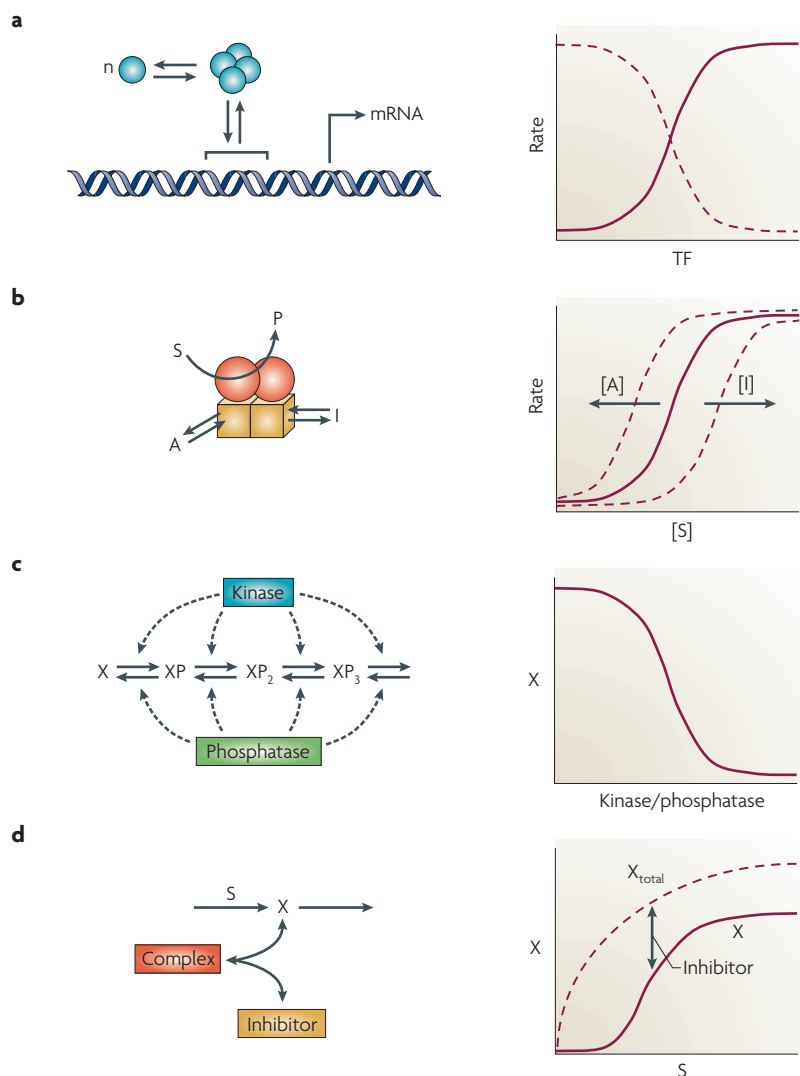 a
n
mRNA
Rate
TF
b
P
S
I
A
[A]
[I]
Rate
[S]
c
Kinase
X
XP
XP2
XP3
Phosphatase
X
Kinase/phosphatase
d
S
X
Complex
Inhibitor
Xtotal
X
X
Inhibitor
S